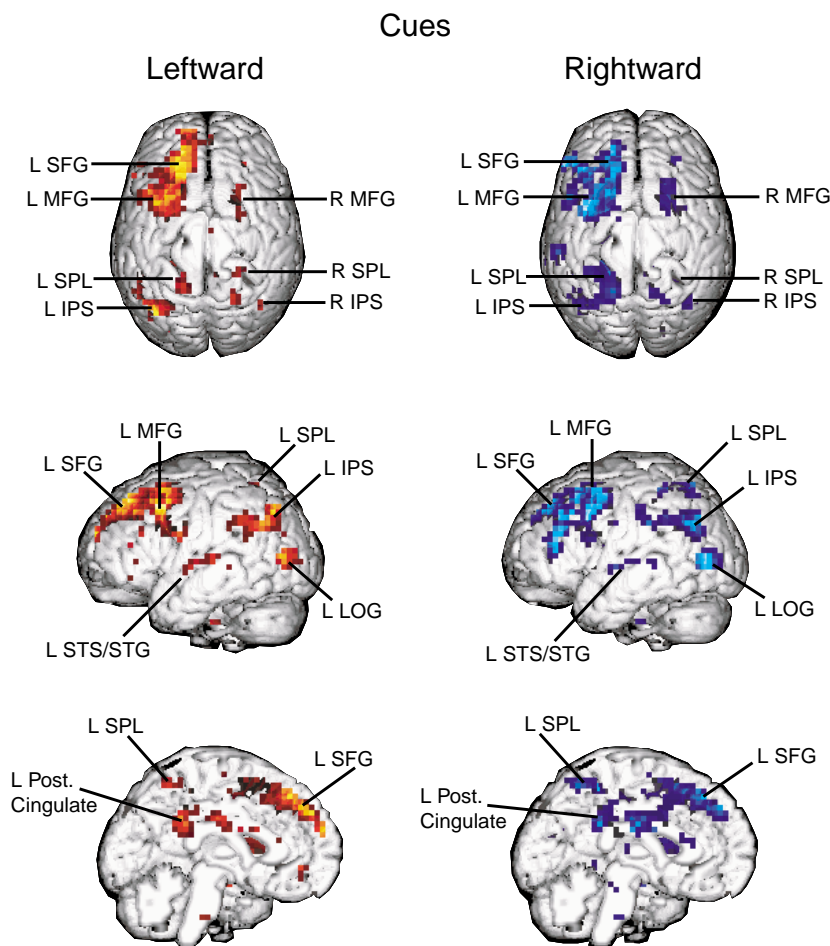 Cues
Leftward
Rightward
L SFG
L MFG
R MFG
L SPL
R SPL
L IPS
R IPS
L SFG
L MFG
R MFG
L SPL
R SPL
L IPS
R IPS
L MFG
L SPL
L SFG
L IPS
L LOG
L STS/STG
L MFG
L SPL
L SFG
L IPS
L LOG
L STS/STG
L SPL
L SFG
L Post.
Cingulate
L SPL
L SFG
L Post.
Cingulate